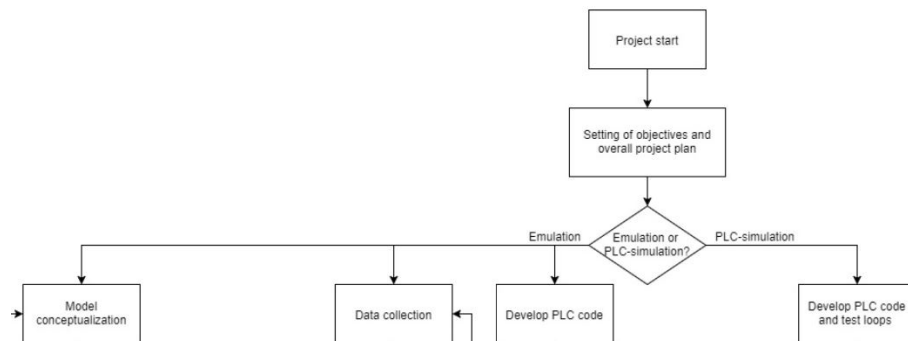 Project start
Setting of objectives and
overall project plan
Emulation
Emulation or
PLC-simulation?
PLC-simulation
Model
conceptualization
Data collection
Develop PLC code
Develop PLC code
and test loops